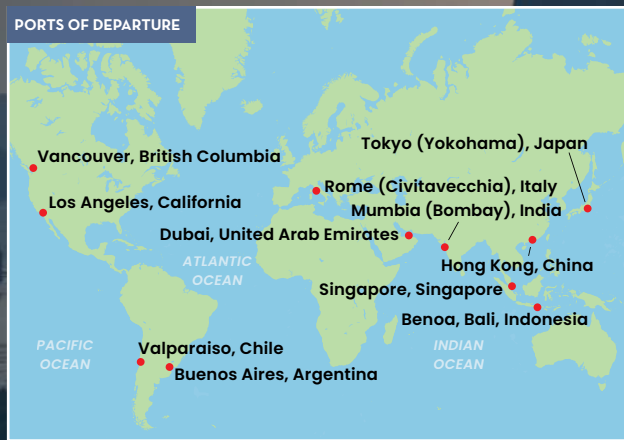 PORTS OF DEPARTURE
Tokyo (Yokohama), Japan
Vancouver, British Columbia
Rome (Civitavecchia), Italy
Los Angeles, California
Mumbia (Bombay), India
Dubai, United Arab Emirates
ATLANTIC
OCEAN
Hong Kong, China
Singapore, Singapore
Benoa, Bali, Indonesia
PACIFIC
OCEAN
Valparaiso, Chile
INDIAN
OCEAN
Buenos Aires, Argentina